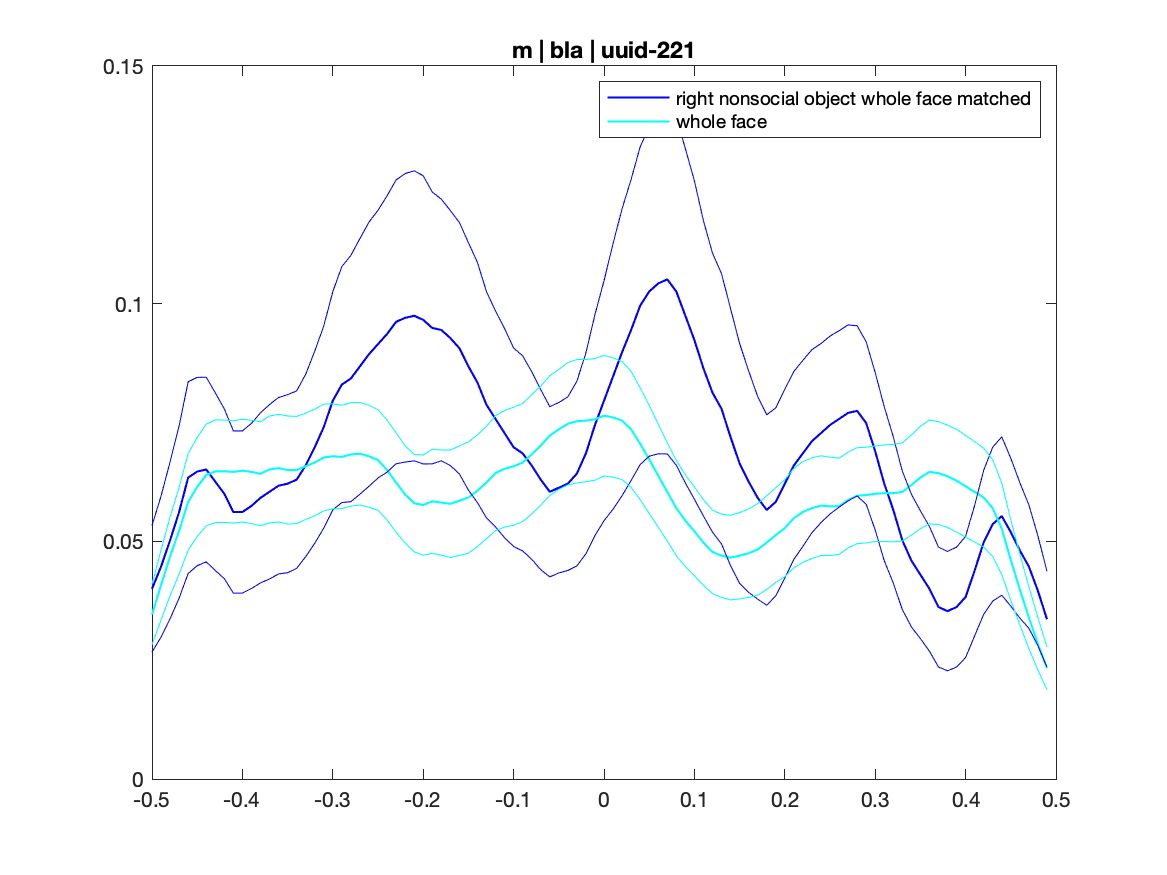 m | bla | uuid-221
right nonsocial object whole face matched
whole face
0.15
0.1
0.05
0
-0.5 -0.4 -0.3 -0.2 -0.1 0 0.1 0.2 0.3 0.4 0.5